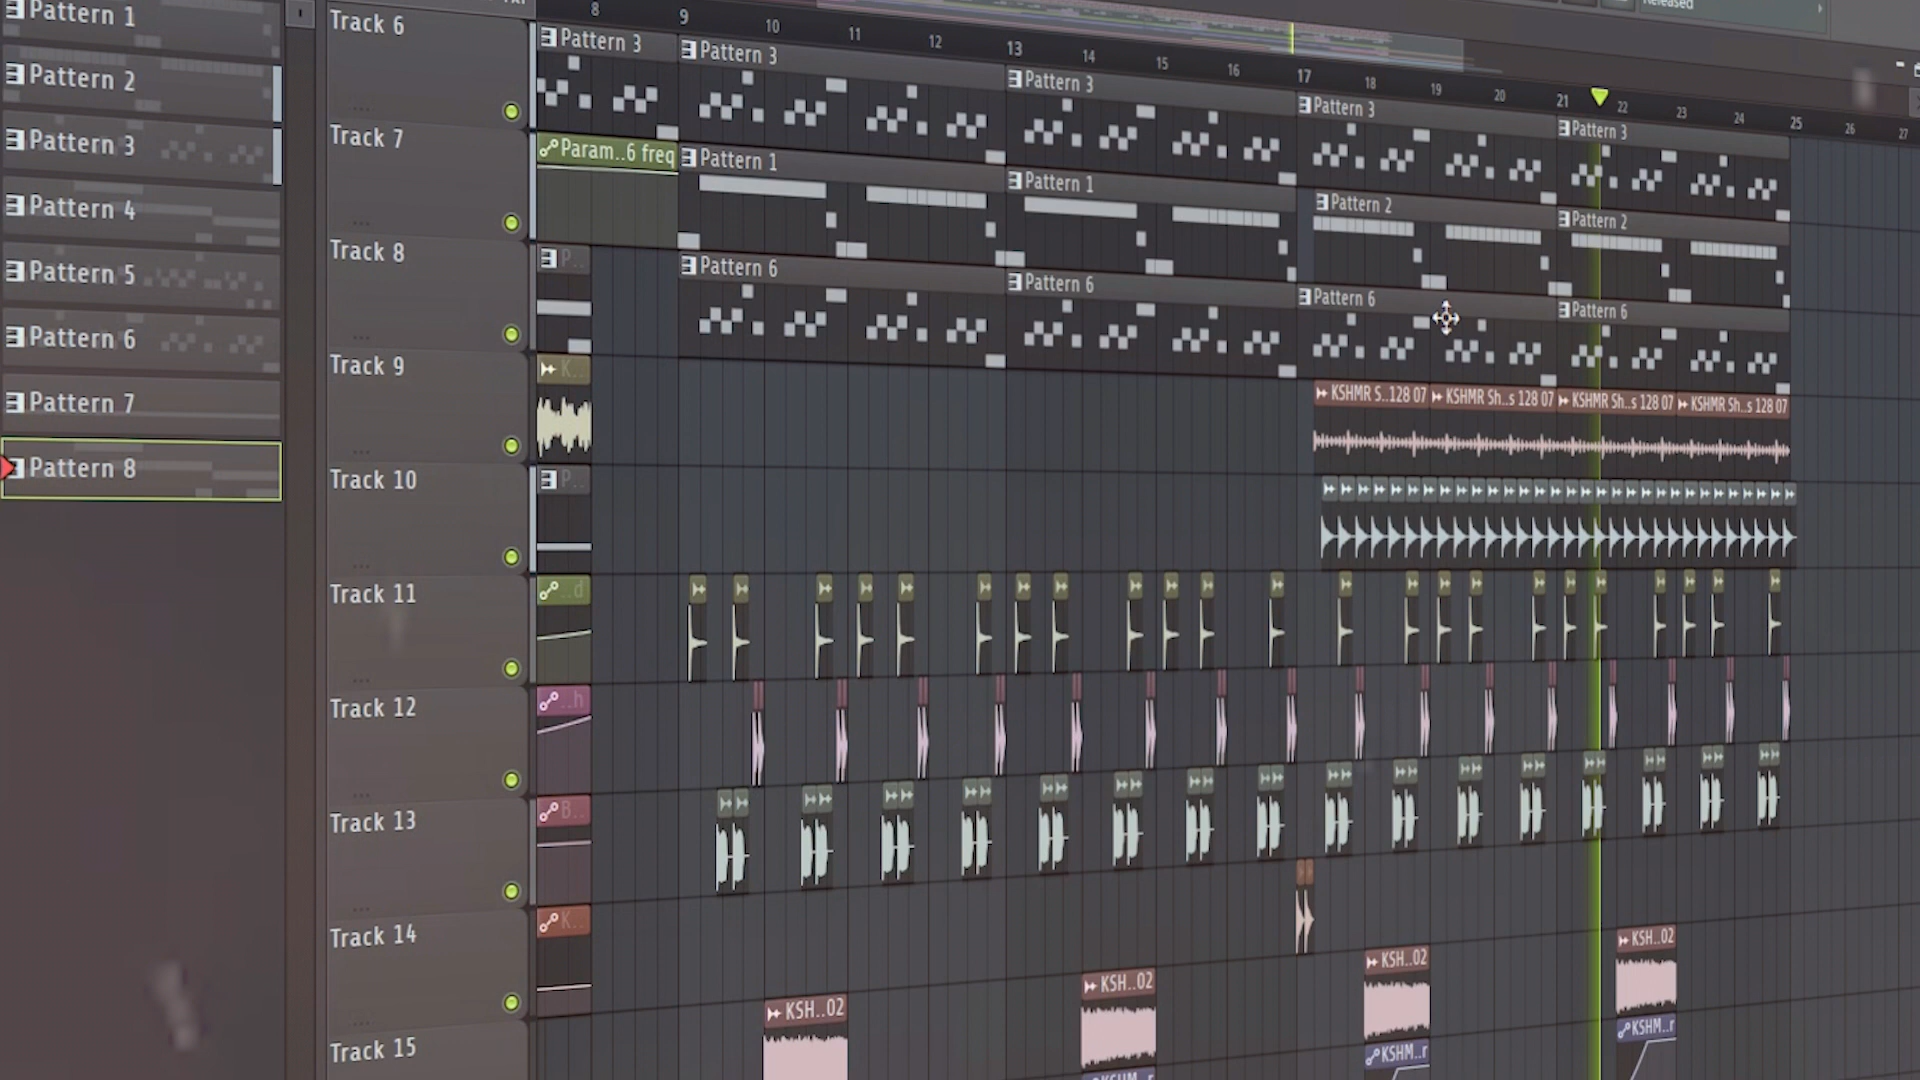 Pattern 1
Pattern 2
Pattern 3
Pattern 4
Pattern 5
Pattern 6
Pattern 7
Pattern 8
Released
8 9 10 11 12 13 14 15 16 17 18 19 20 21 22 23 24 25 26 27
Track 6
Pattern 3
Pattern 3
Pattern 3
Pattern 3
Pattern 3
Track 7
Param..6 freq
Pattern 1
Pattern 1
Pattern 2
Pattern 2
Track 8
P..
Pattern 6
Pattern 6
Pattern 6
Pattern 6
Track 9
K..
KSHMR S..128 07
KSHMR Sh..s 128 07
KSHMR Sh..s 128 07
KSHMR Sh..s 128 07
Track 10
P..
Track 11
..d
Track 12
..h
Track 13
B..
Track 14
K..
KSH..02
KSH..02
KSH..02
KSH..02
Track 15
KSHM..r
KSHM..r